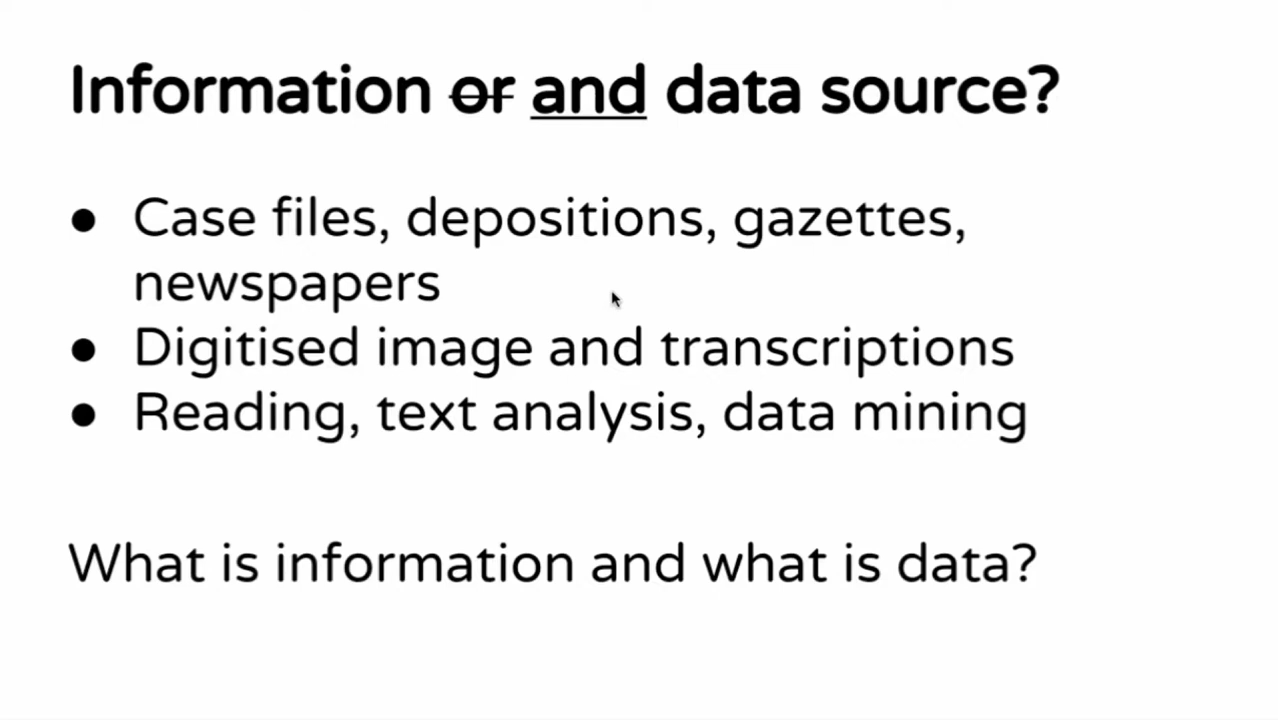 Information or and data source?
● Case files, depositions, gazettes,
newspapers
● Digitised image and transcriptions
● Reading, text analysis, data mining
What is information and what is data?